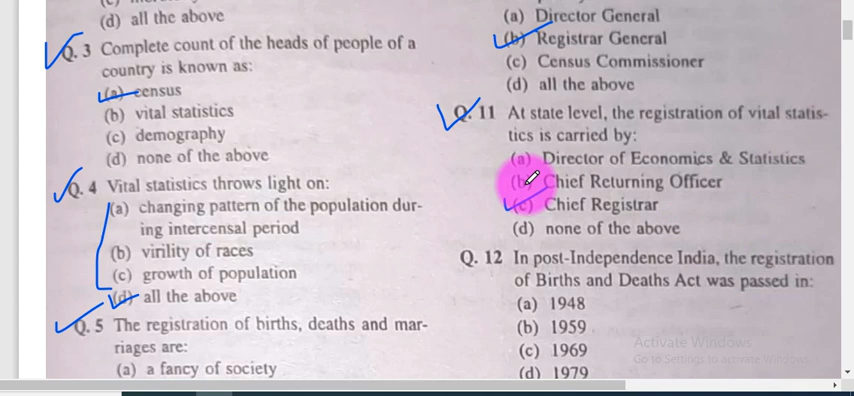 (d) all the above
Q. 3 Complete count of the heads of people of a
country is known as:
(a) census
(b) vital statistics
(c) demography
(d) none of the above
Q. 4 Vital statistics throws light on:
(a) changing pattern of the population dur-
ing intercensal period
(b) virility of races
(c) growth of population
(d) all the above
Q. 5 The registration of births, deaths and mar-
riages are:
(a) a fancy of society
(a) Director General
(b) Registrar General
(c) Census Commissioner
(d) all the above
Q. 11 At state level, the registration of vital statis-
tics is carried by:
(a) Director of Economics & Statistics
(b) Chief Returning Officer
(c) Chief Registrar
(d) none of the above
Q. 12 In post-Independence India, the registration
of Births and Deaths Act was passed in:
(a) 1948
(b) 1959
(c) 1969
(d) 1979
Activate Windows
Go to Settings to activate Windows.